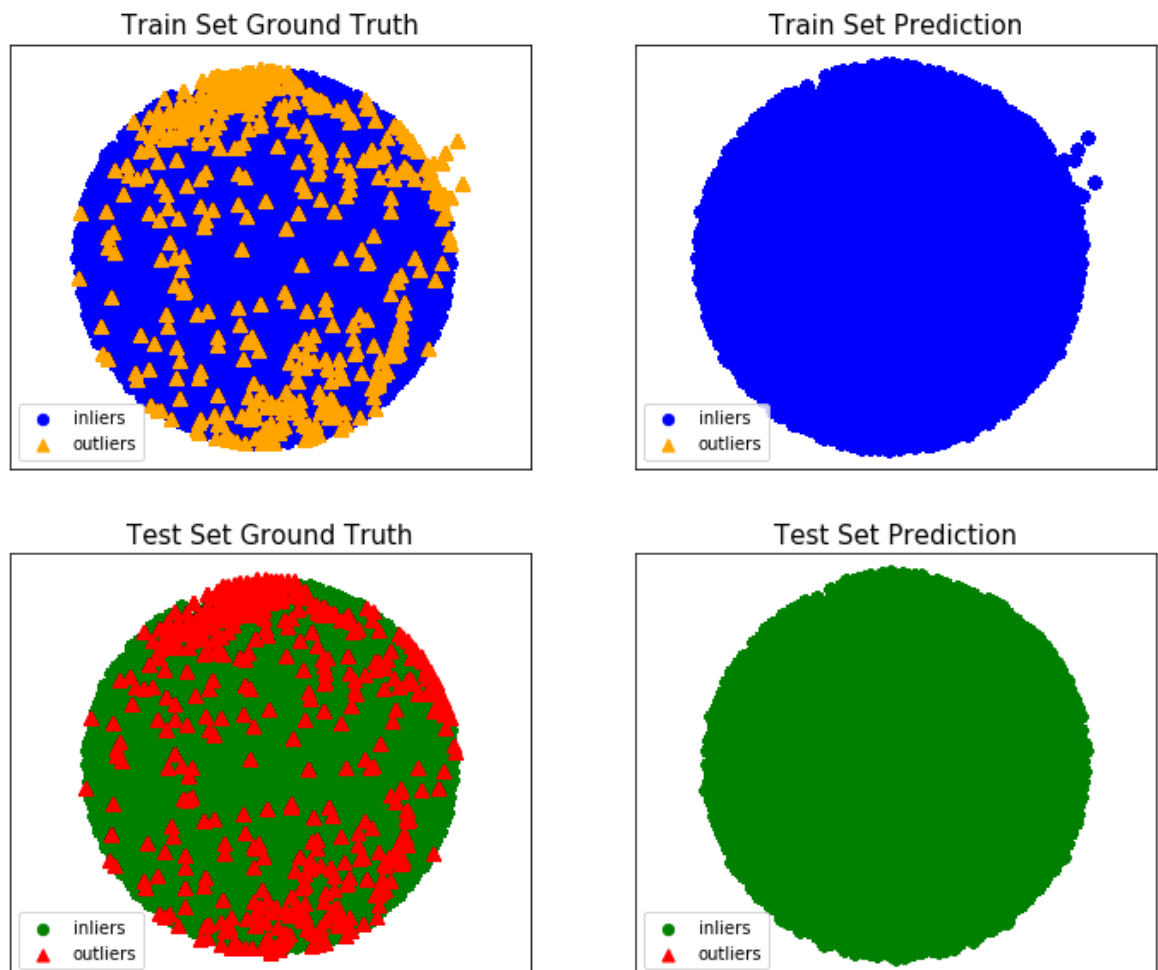 Train Set Ground Truth
Train Set Prediction
inliers
outliers
inliers
outliers
Test Set Ground Truth
Test Set Prediction
inliers
outliers
inliers
outliers